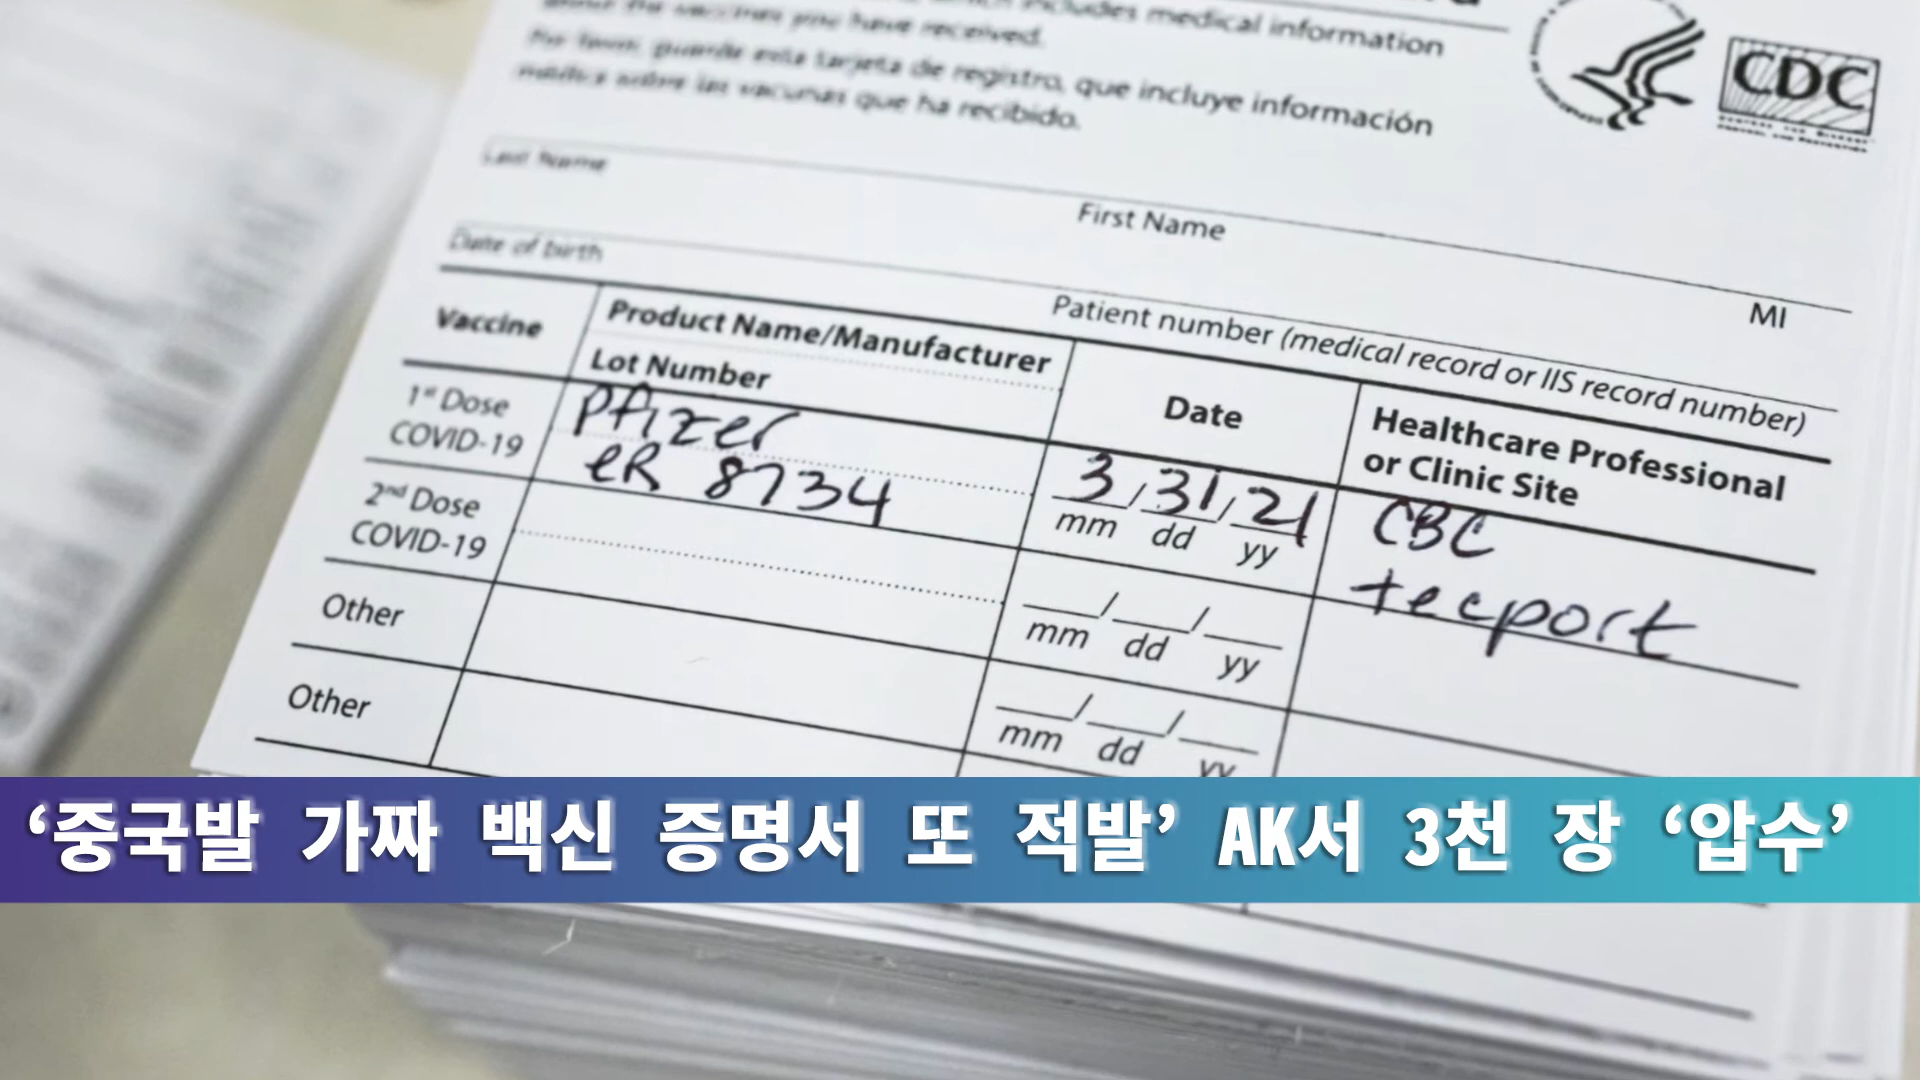 includes medical information
about the vaccines you have received.
Por favor, guarde esta tarjeta de registro, que incluye información
médica sobre las vacunas que ha recibido.
CDC
Last Name
First Name
MI
Date of birth
Patient number (medical record or IIS record number)
Vaccine
Product Name/Manufacturer
Lot Number
Date
Healthcare Professional
or Clinic Site
1st Dose
COVID-19
Pfizer
eR 8734
3/31/21
mm dd yy
CBC
tecport
2nd Dose
COVID-19
mm dd yy
Other
mm dd yy
Other
‘중국발 가짜 백신 증명서 또 적발’ AK서 3천 장 ‘압수’